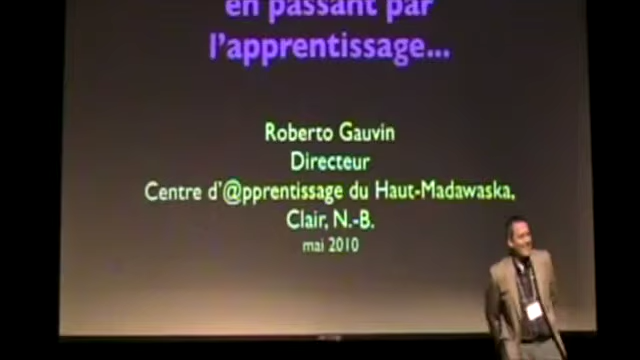 en passant par
l'apprentissage...
Roberto Gauvin
Directeur
Centre d'@pprentissage du Haut-Madawaska,
Clair, N.-B.
mai 2010